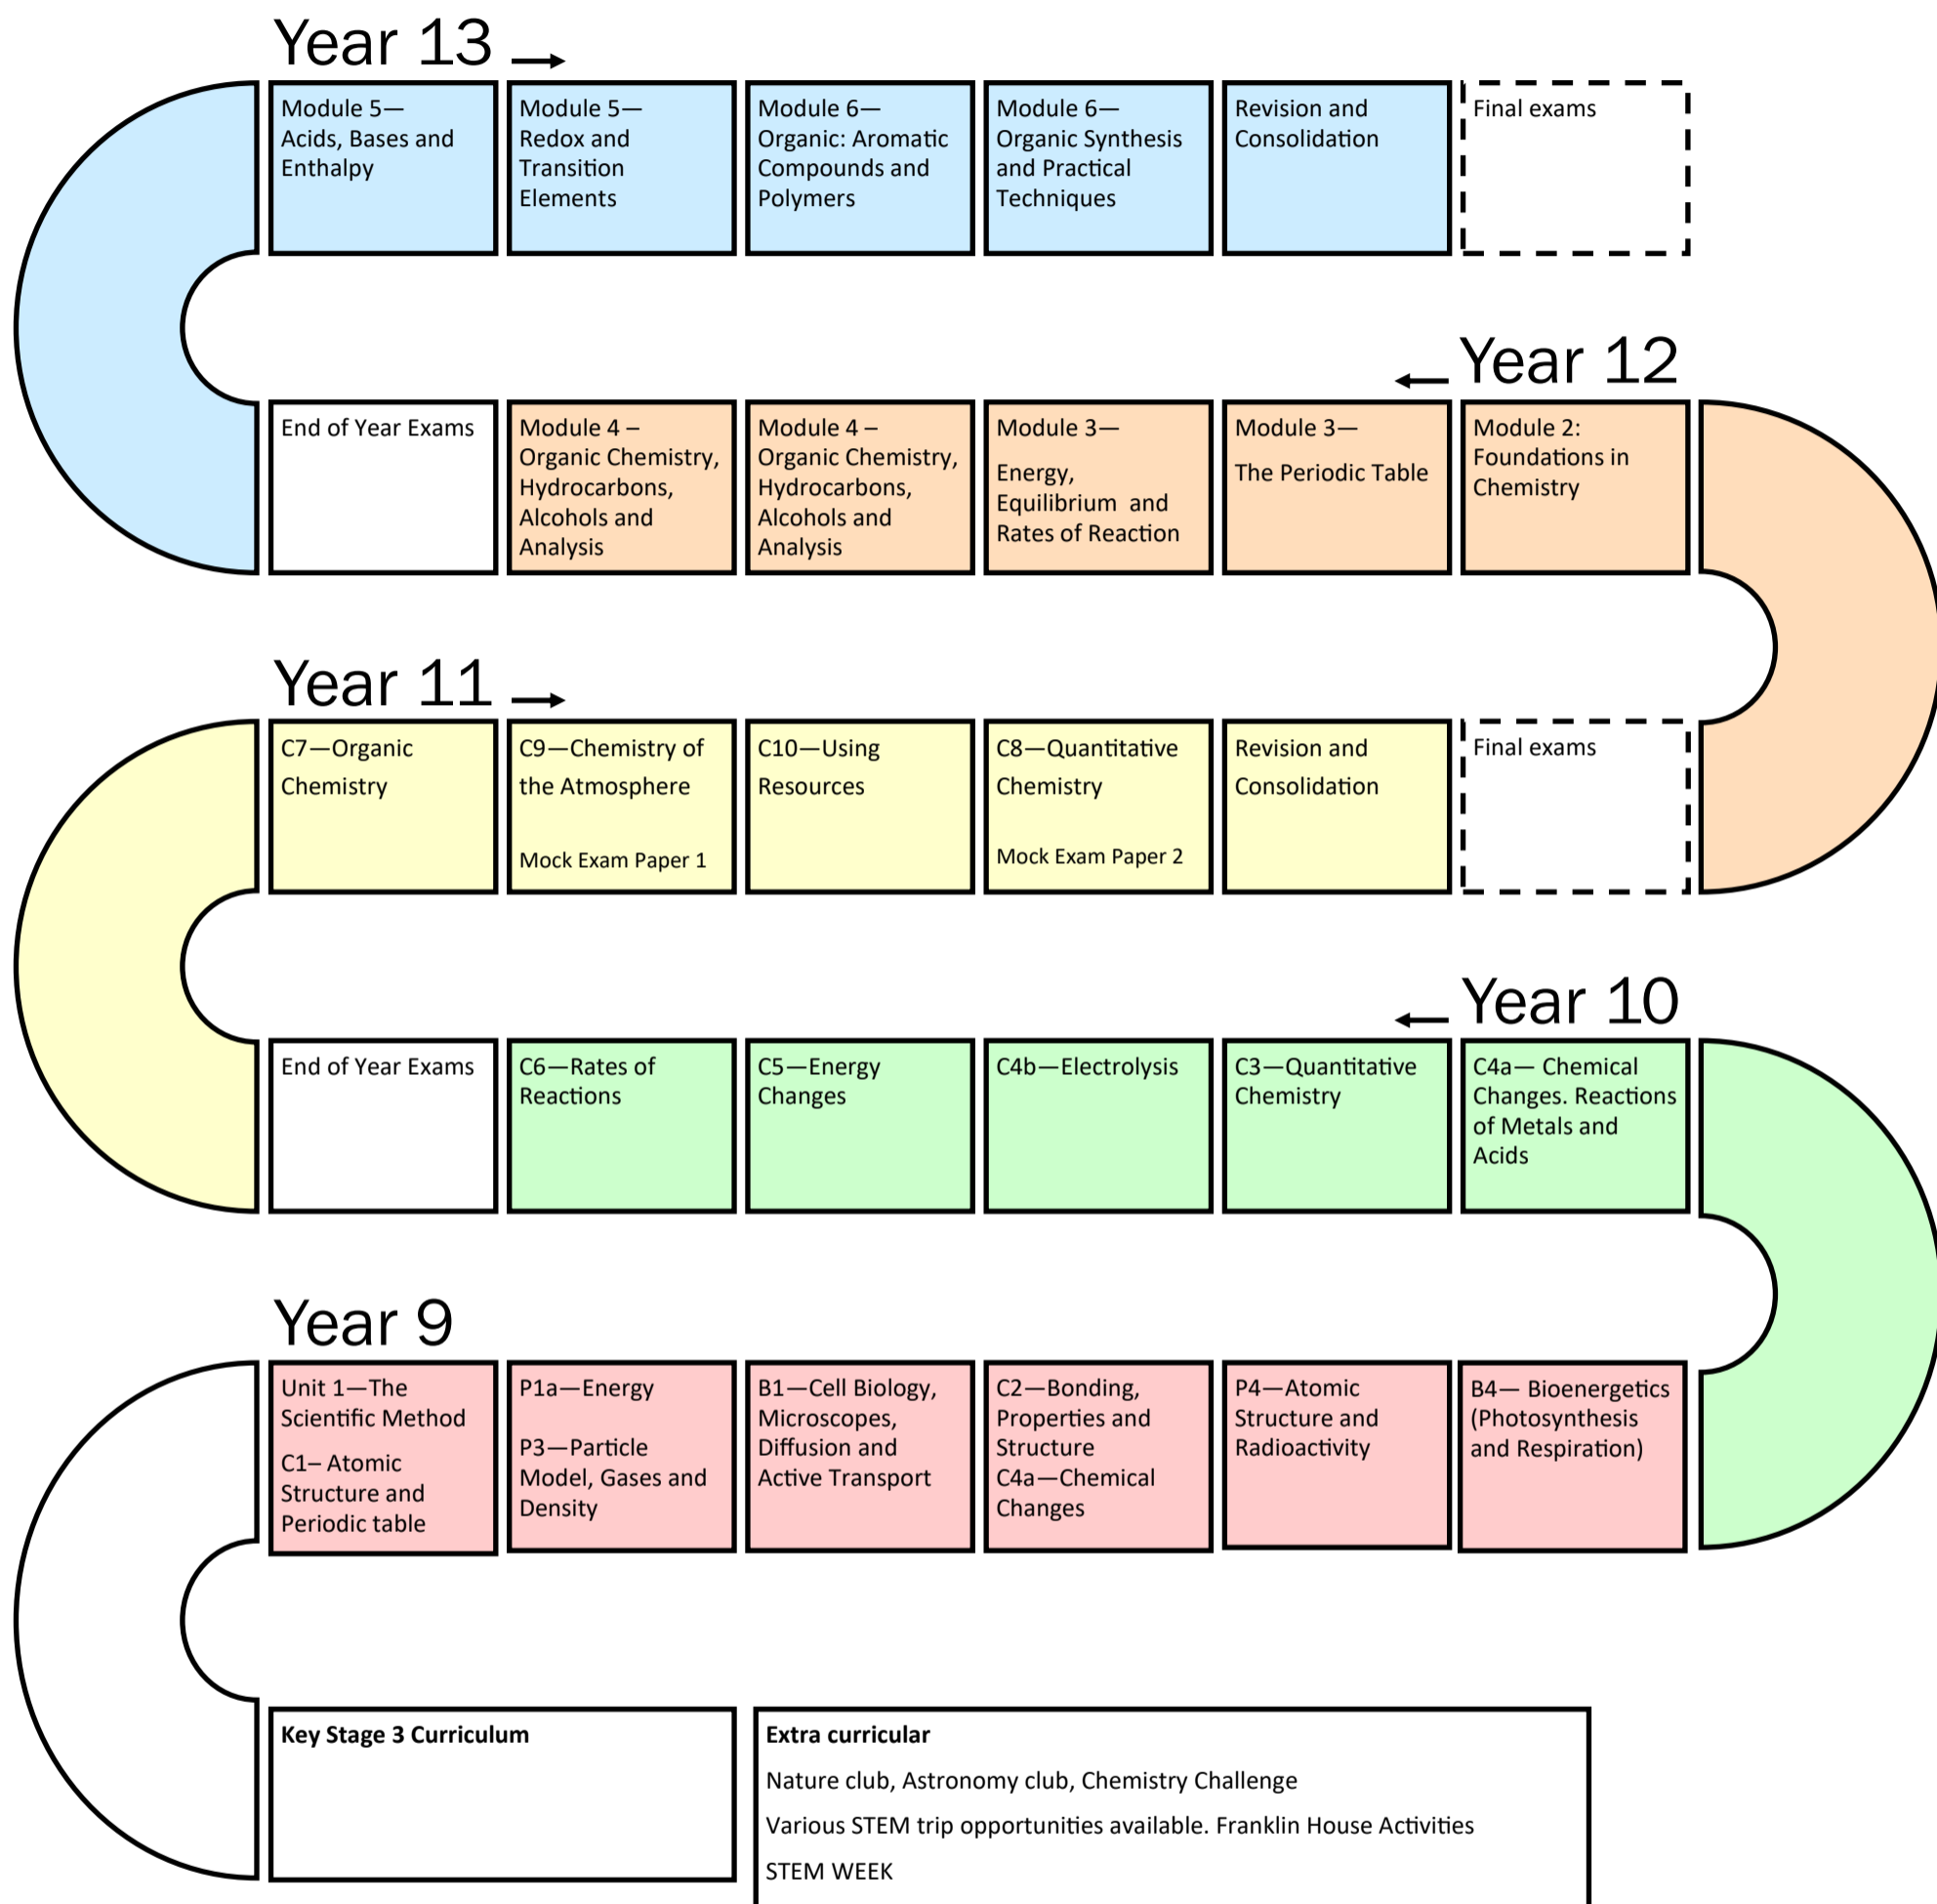 Year 13
Module 5—
Acids, Bases and
Enthalpy
Module 5—
Redox and
Transition
Elements
Module 6—
Organic: Aromatic
Compounds and
Polymers
Module 6—
Organic Synthesis
and Practical
Techniques
Revision and
Consolidation
Final exams
Year 12
End of Year Exams
Module 4 –
Organic Chemistry,
Hydrocarbons,
Alcohols and
Analysis
Module 4 –
Organic Chemistry,
Hydrocarbons,
Alcohols and
Analysis
Module 3—
Energy,
Equilibrium and
Rates of Reaction
Module 3—
The Periodic Table
Module 2:
Foundations in
Chemistry
Year 11
C7—Organic
Chemistry
C9—Chemistry of
the Atmosphere
Mock Exam Paper 1
C10—Using
Resources
C8—Quantitative
Chemistry
Mock Exam Paper 2
Revision and
Consolidation
Final exams
Year 10
End of Year Exams
C6—Rates of
Reactions
C5—Energy
Changes
C4b—Electrolysis
C3—Quantitative
Chemistry
C4a— Chemical
Changes. Reactions
of Metals and
Acids
Year 9
Unit 1—The
Scientific Method
C1– Atomic
Structure and
Periodic table
P1a—Energy
P3—Particle
Model, Gases and
Density
B1—Cell Biology,
Microscopes,
Diffusion and
Active Transport
C2—Bonding,
Properties and
Structure
C4a—Chemical
Changes
P4—Atomic
Structure and
Radioactivity
B4— Bioenergetics
(Photosynthesis
and Respiration)
Key Stage 3 Curriculum
Extra curricular
Nature club, Astronomy club, Chemistry Challenge
Various STEM trip opportunities available. Franklin House Activities
STEM WEEK